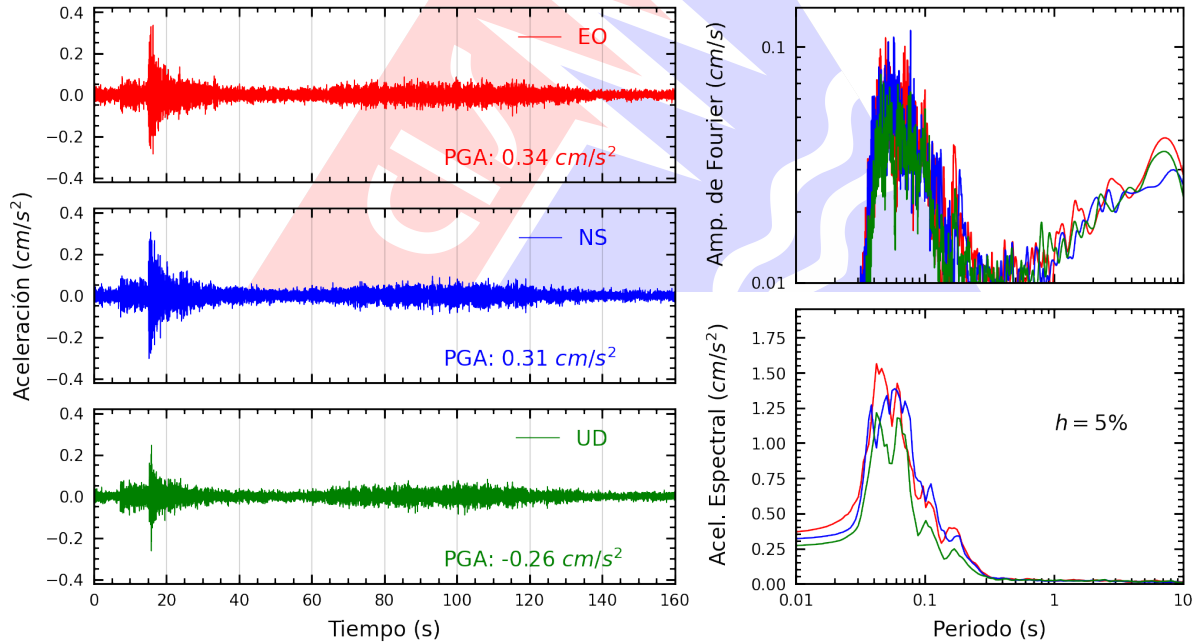 0.4
0.2
0.0
−0.2
−0.4
EO
PGA: 0.34 cm/s²
0.4
0.2
0.0
−0.2
−0.4
NS
PGA: 0.31 cm/s²
0.4
0.2
0.0
−0.2
−0.4
UD
PGA: -0.26 cm/s²
0 20 40 60 80 100 120 140 160
Tiempo (s)
Aceleración (cm/s²)
0.1
0.01
Amp. de Fourier (cm/s)
1.75
1.50
1.25
1.00
0.75
0.50
0.25
0.00
h = 5%
Acel. Espectral (cm/s²)
0.01 0.1 1 10
Periodo (s)